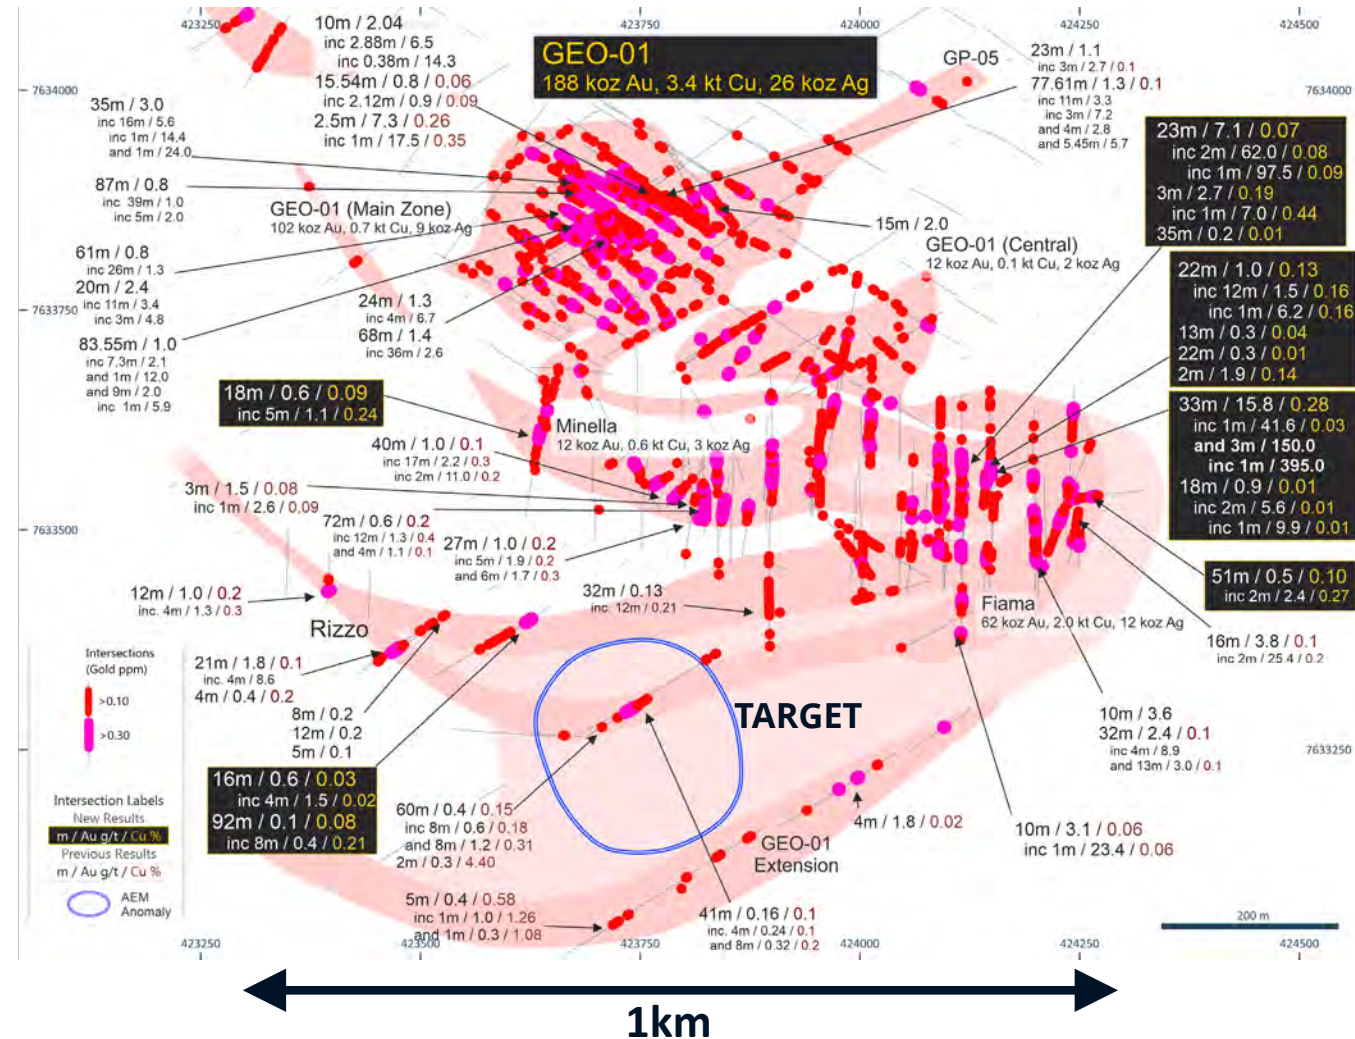 423250
423750
424000
424250
424500
7634000
7634000
10m / 2.04
inc 2.88m / 6.5
inc 0.38m / 14.3
15.54m / 0.8 / 0.06
inc 2.12m / 0.9 / 0.09
2.5m / 7.3 / 0.26
inc 1m / 17.5 / 0.35
GEO-01
188 koz Au, 3.4 kt Cu, 26 koz Ag
GP-05
23m / 1.1
inc 3m / 2.7 / 0.1
77.61m / 1.3 / 0.1
inc 11m / 3.3
inc 3m / 7.2
and 4m / 2.8
and 5.45m / 5.7
35m / 3.0
inc 16m / 5.6
inc 1m / 14.4
and 1m / 24.0
87m / 0.8
inc 39m / 1.0
inc 5m / 2.0
61m / 0.8
inc 26m / 1.3
20m / 2.4
inc 11m / 3.4
inc 3m / 4.8
83.55m / 1.0
inc 7.3m / 2.1
and 1m / 12.0
and 9m / 2.0
inc 1m / 5.9
7633750
GEO-01 (Main Zone)
102 koz Au, 0.7 kt Cu, 9 koz Ag
24m / 1.3
inc 4m / 6.7
68m / 1.4
inc 36m / 2.6
15m / 2.0
GEO-01 (Central)
12 koz Au, 0.1 kt Cu, 2 koz Ag
23m / 7.1 / 0.07
inc 2m / 62.0 / 0.08
inc 1m / 97.5 / 0.09
3m / 2.7 / 0.19
inc 1m / 7.0 / 0.44
35m / 0.2 / 0.01
22m / 1.0 / 0.13
inc 12m / 1.5 / 0.16
inc 1m / 6.2 / 0.16
13m / 0.3 / 0.04
22m / 0.3 / 0.01
2m / 1.9 / 0.14
33m / 15.8 / 0.28
inc 1m / 41.6 / 0.03
and 3m / 150.0
inc 1m / 395.0
18m / 0.9 / 0.01
inc 2m / 5.6 / 0.01
inc 1m / 9.9 / 0.01
51m / 0.5 / 0.10
inc 2m / 2.4 / 0.27
16m / 3.8 / 0.1
inc 2m / 25.4 / 0.2
18m / 0.6 / 0.09
inc 5m / 1.1 / 0.24
Minella
12 koz Au, 0.6 kt Cu, 3 koz Ag
40m / 1.0 / 0.1
inc 17m / 2.2 / 0.3
inc 2m / 11.0 / 0.2
3m / 1.5 / 0.08
inc 1m / 2.6 / 0.09
7633500
72m / 0.6 / 0.2
inc 12m / 1.3 / 0.4
and 4m / 1.1 / 0.1
27m / 1.0 / 0.2
inc 5m / 1.9 / 0.2
and 6m / 1.7 / 0.3
12m / 1.0 / 0.2
inc. 4m / 1.3 / 0.3
32m / 0.13
inc. 12m / 0.21
Fiama
62 koz Au, 2.0 kt Cu, 12 koz Ag
Rizzo
21m / 1.8 / 0.1
inc. 4m / 8.6
4m / 0.4 / 0.2
8m / 0.2
12m / 0.2
5m / 0.1
TARGET
10m / 3.6
32m / 2.4 / 0.1
inc 4m / 8.9
and 13m / 3.0 / 0.1
7633250
16m / 0.6 / 0.03
inc 4m / 1.5 / 0.02
92m / 0.1 / 0.08
inc 8m / 0.4 / 0.21
60m / 0.4 / 0.15
inc 8m / 0.6 / 0.18
and 8m / 1.2 / 0.31
2m / 0.3 / 4.40
4m / 1.8 / 0.02
10m / 3.1 / 0.06
inc 1m / 23.4 / 0.06
GEO-01
Extension
5m / 0.4 / 0.58
inc 1m / 1.0 / 1.26
and 1m / 0.3 / 1.08
41m / 0.16 / 0.1
inc. 4m / 0.24 / 0.1
and 8m / 0.32 / 0.2
Intersections
(Gold ppm)
>0.10
>0.30
Intersection Labels
New Results
m / Au g/t / Cu %
Previous Results
m / Au g/t / Cu %
AEM
Anomaly
200 m
423250
423500
423750
424000
424250
424500
1km